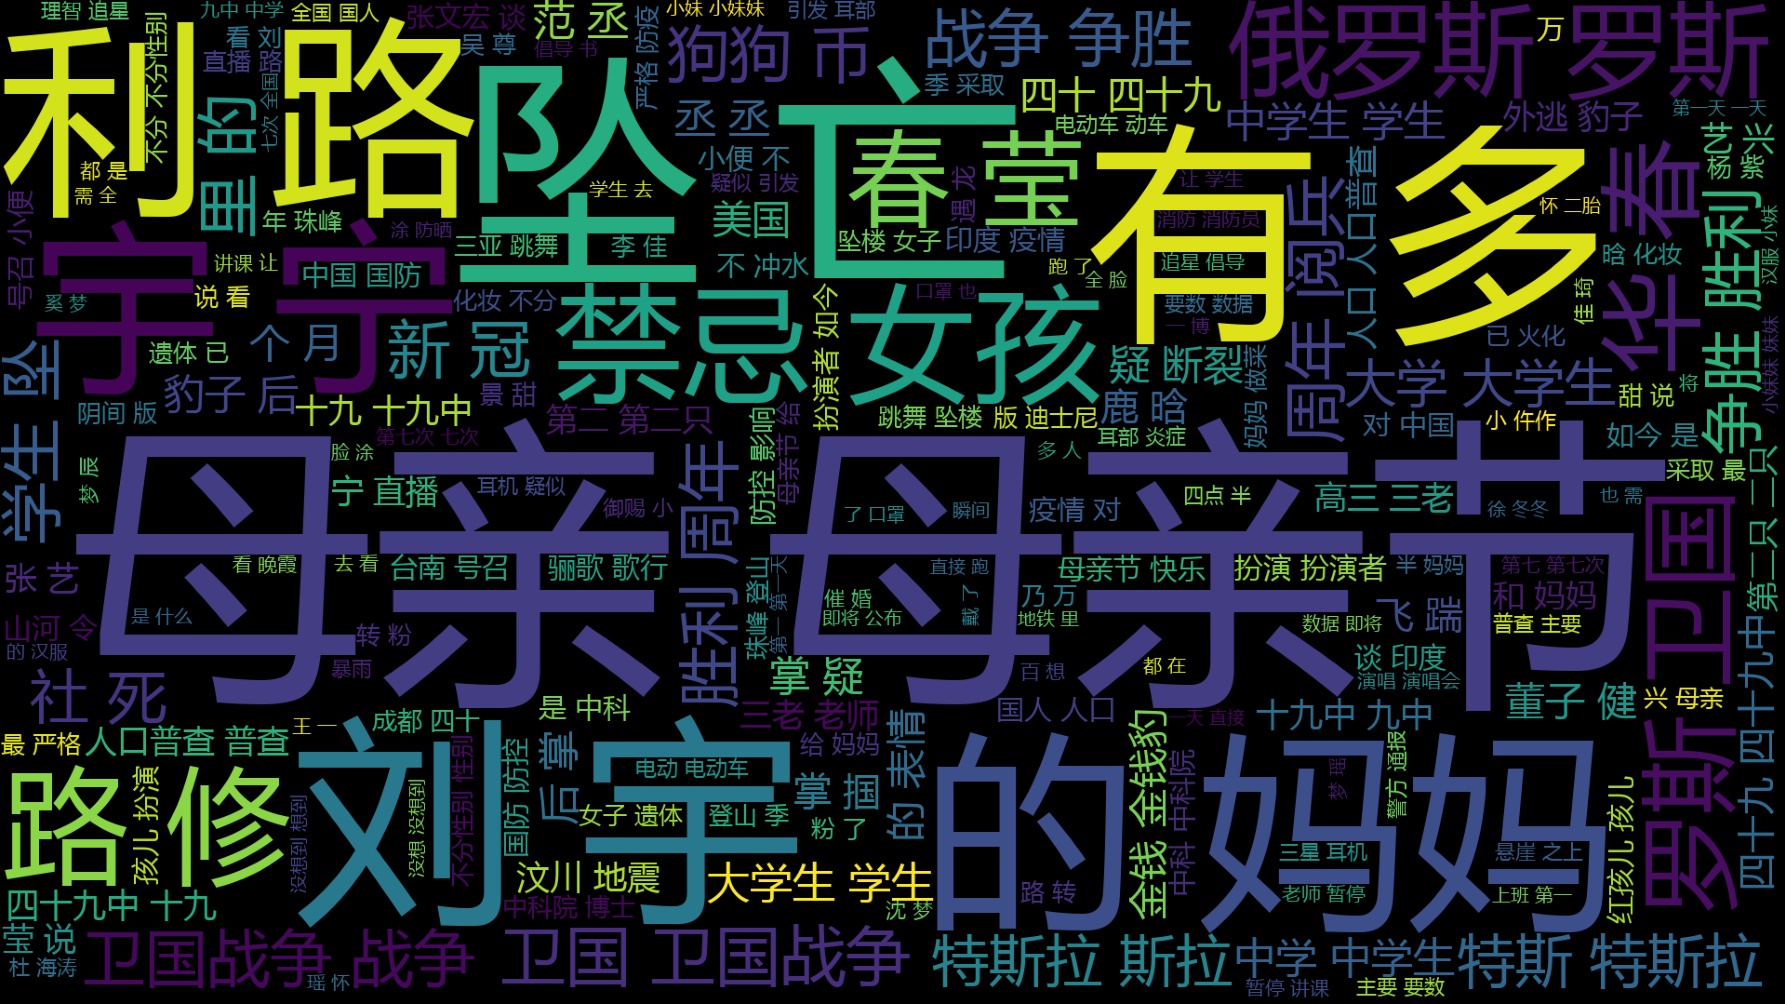 理智 追星
九中 中学
全国 国人
张文宏 谈
范 丞
小妹 小妹妹
引发 耳部
战争 争胜
俄罗斯 罗斯
万
利 路
不分 不分性别
看 刘
直播 路
七次 全国
吴 尊
倡导 书
严格 防疫
狗狗 币
季 采取
四十 四十九
电动车 动车
中学生 学生
外逃 豹子
第一天 一天
里 的
坠 亡
丞 丞
春 莹
有 多
杨 紫
艺 兴
都 是
需 全
小便 不
疑似 引发
学生 去
遇 龙
让 学生
周年 阅兵
人口 人口普查
华 春
怀 二胎
号召 小便
年 珠峰
涂 防晒
美国
消防 消防员
争胜 胜利
汉服 小妹
宇 宁
讲课 让
三亚 跳舞
李 佳
坠楼 女子
印度 疫情
追星 倡导
晗 化妆
奚 梦
说 看
中国 国防
不 冲水
跑 了
全 脸
化妆 不分
禁忌 女孩
口罩 也
要数 数据
佳 琦
学生 坠
遗体 已
个 月
新 冠
扮演者 如今
一 博
已 火化
小妹妹 妹妹
豹子 后
景 甜
疑 断裂
妈妈 做菜
大学 大学生
甜 说
将
阴间 版
十九 十九中
第二 第二只
跳舞 坠楼
版 迪士尼
鹿 晗
对 中国
小 仵作
如今 是
第七次 七次
脸 涂
防控 影响
母亲节 给
耳部 炎症
多 人
采取 最
梦 辰
宁 直播
耳机 疑似
御赐 小
胜利 周年
了 口罩
瞬间
疫情 对
四点 半
高三 三老
徐 冬冬
也 需
第二只 二只
母亲 母亲节
罗斯 卫国
张 艺
看 晚霞
去 看
台南 号召
骊歌 歌行
珠峰 登山
第一 第一天
直接 跑
母亲节 快乐
扮演 扮演者
半 妈妈
第七 第七次
是 什么
催 婚
即将 公布
戴 了
乃 万
地铁 里
数据 即将
飞 踹
和 妈妈
普查 主要
山河 令
的 汉服
转 粉
暴雨
掌 疑
百 想
都 在
谈 印度
演唱 演唱会
四十九 四十九中
社 死
王 一
成都 四十
是 中科
三老 老师
国人 人口
一天 直接
十九中 九中
董子 健
兴 母亲
最 严格
人口普查 普查
不分性别 性别
国防 防控
后 掌
电动 电动车
给 妈妈
的 表情
金钱 金钱豹
中科 中科院
梦 瑶
警方 通报
路 修
孩儿 扮演
没想到 想到
刘 宇
没想 没想到
女子 遗体
登山 季
掌 掴
粉 了
的 妈妈
三星 耳机
悬崖 之上
红孩儿 孩儿
汶川 地震
大学生 学生
路 转
老师 暂停
上班 第一
四十九中 十九
中科院 博士
沈 梦
莹 说
杜 海涛
卫国战争 战争
瑶 怀
卫国 卫国战争
特斯拉 斯拉
中学 中学生
特斯 特斯拉
暂停 讲课
主要 要数